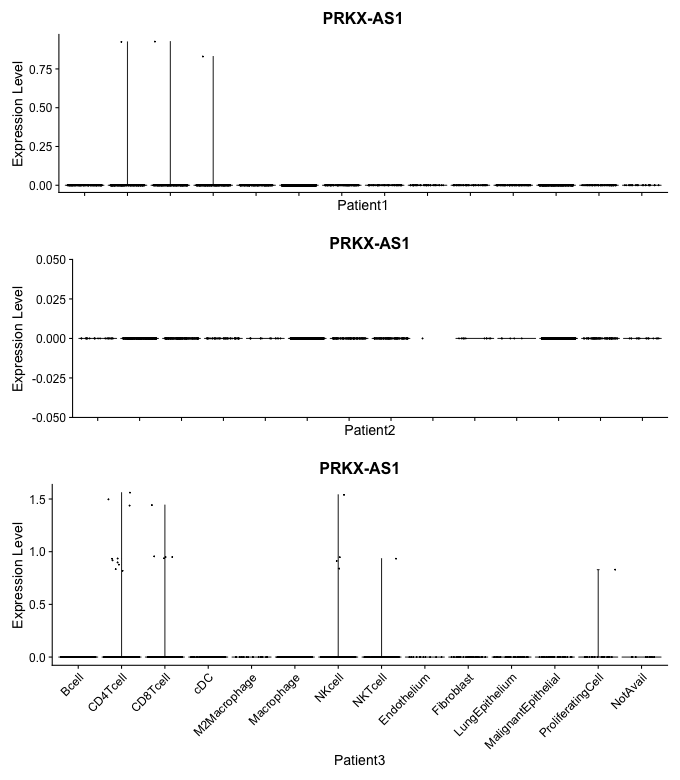 PRKX-AS1
Expression Level
0.75
0.50
0.25
0.00
Patient1
PRKX-AS1
Expression Level
0.050
0.025
0.000
-0.025
-0.050
Patient2
PRKX-AS1
Expression Level
1.5
1.0
0.5
0.0
Bcell
CD4Tcell
CD8Tcell
cDC
M2Macrophage
Macrophage
NKcell
NKTcell
Endothelium
Fibroblast
LungEpithelium
MalignantEpithelial
ProliferatingCell
NotAvail
Patient3